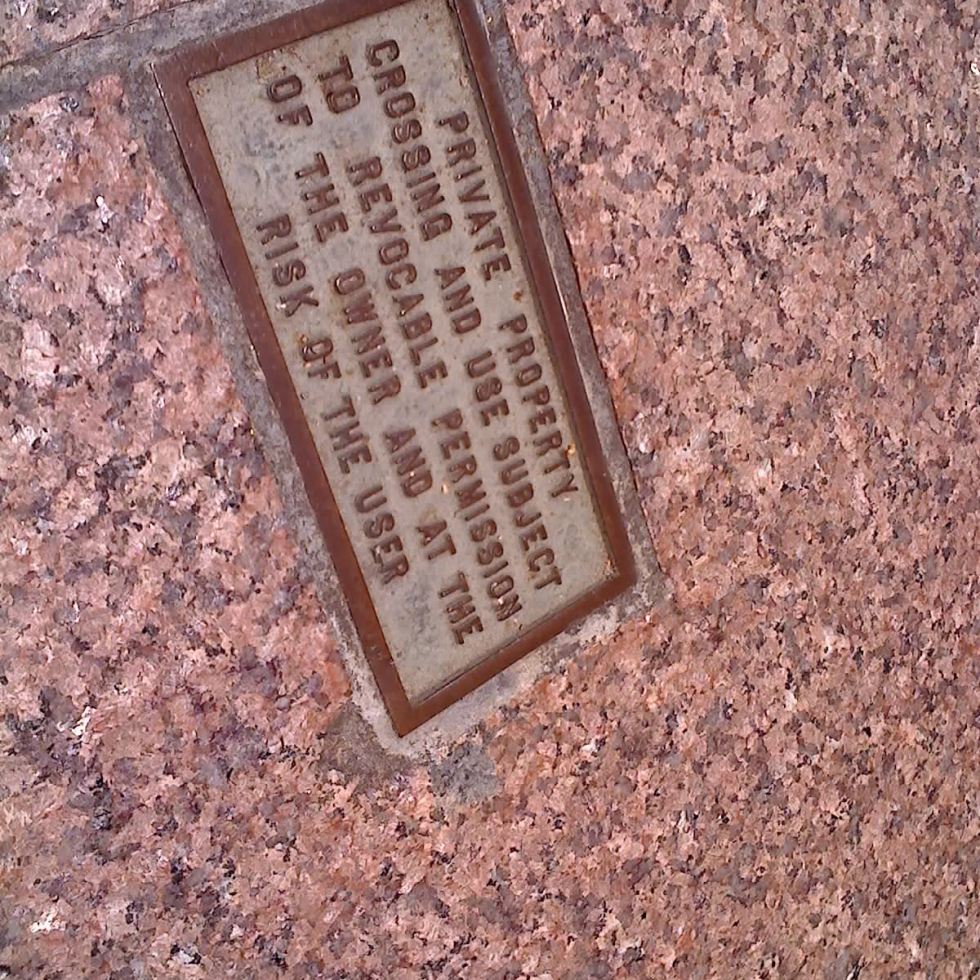 PRIVATE PROPERTY
CROSSING AND USE SUBJECT
TO REVOCABLE PERMISSION
OF THE OWNER AND AT THE
RISK OF THE USER